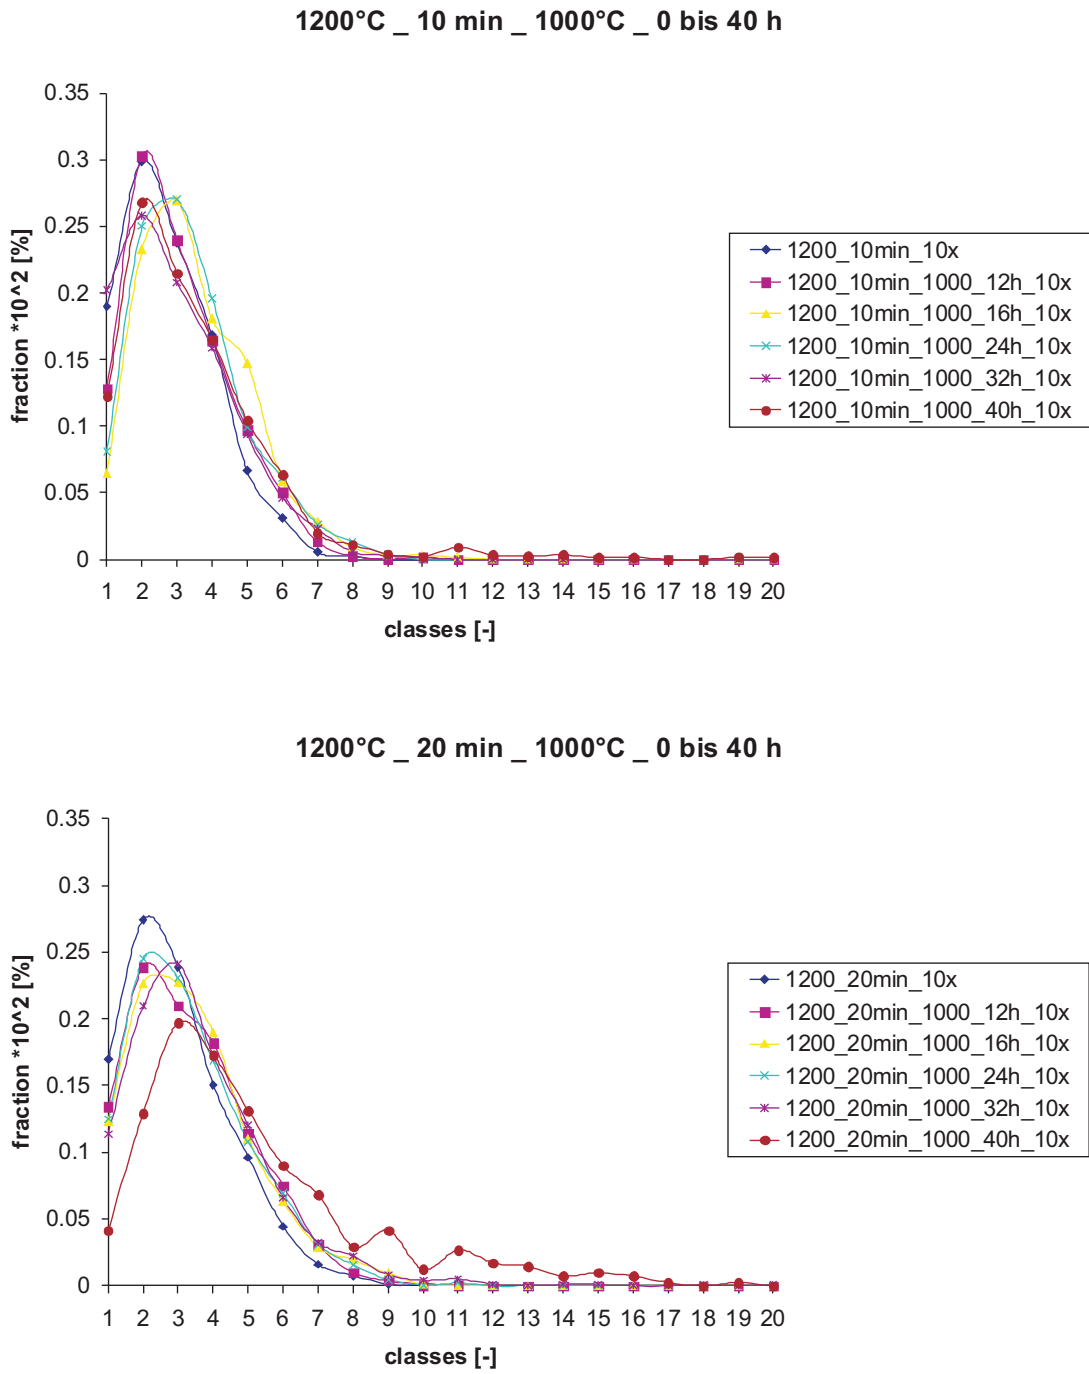 1200°C _ 10 min _ 1000°C _ 0 bis 40 h
0.35
0.3
0.25
0.2
0.15
0.1
0.05
0
fraction *10^2 [%]
1 2 3 4 5 6 7 8 9 10 11 12 13 14 15 16 17 18 19 20
classes [-]
1200_10min_10x
1200_10min_1000_12h_10x
1200_10min_1000_16h_10x
1200_10min_1000_24h_10x
1200_10min_1000_32h_10x
1200_10min_1000_40h_10x
1200°C _ 20 min _ 1000°C _ 0 bis 40 h
0.35
0.3
0.25
0.2
0.15
0.1
0.05
0
fraction *10^2 [%]
1 2 3 4 5 6 7 8 9 10 11 12 13 14 15 16 17 18 19 20
classes [-]
1200_20min_10x
1200_20min_1000_12h_10x
1200_20min_1000_16h_10x
1200_20min_1000_24h_10x
1200_20min_1000_32h_10x
1200_20min_1000_40h_10x